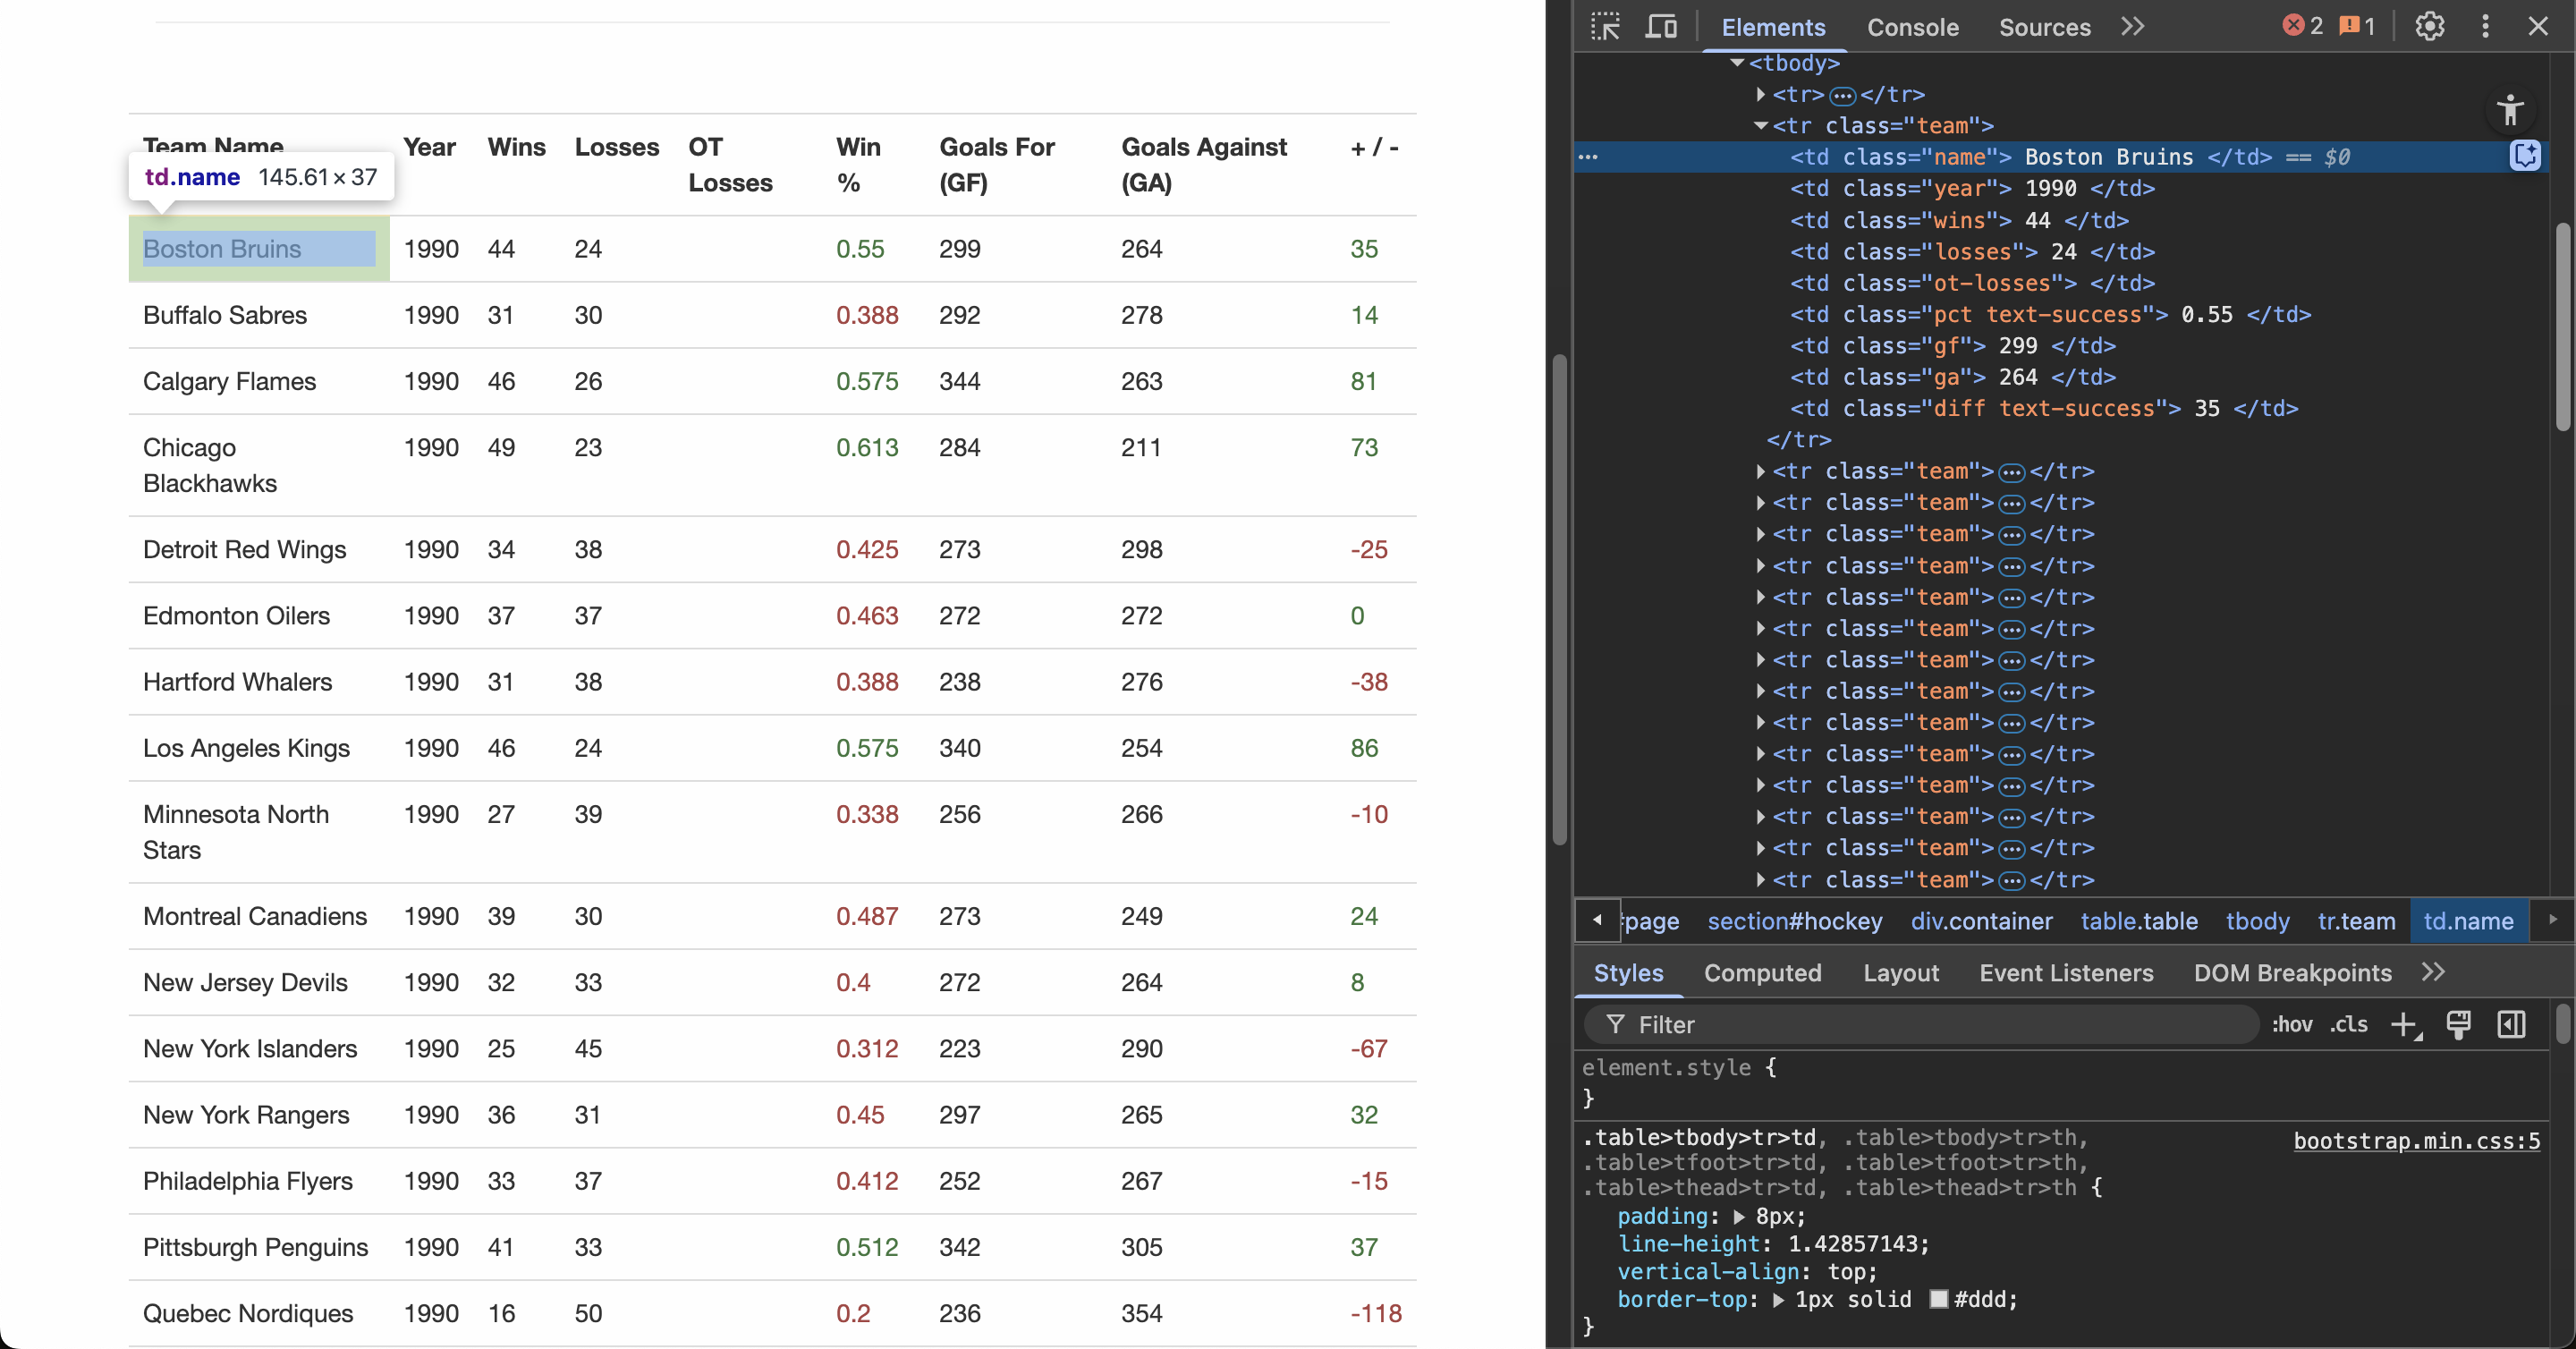 Team Name Year Wins Losses OT Losses Win % Goals For (GF) Goals Against (GA) + / -
td.name 145.61 × 37
Boston Bruins 1990 44 24 0.55 299 264 35
Buffalo Sabres 1990 31 30 0.388 292 278 14
Calgary Flames 1990 46 26 0.575 344 263 81
Chicago Blackhawks 1990 49 23 0.613 284 211 73
Detroit Red Wings 1990 34 38 0.425 273 298 -25
Edmonton Oilers 1990 37 37 0.463 272 272 0
Hartford Whalers 1990 31 38 0.388 238 276 -38
Los Angeles Kings 1990 46 24 0.575 340 254 86
Minnesota North Stars 1990 27 39 0.338 256 266 -10
Montreal Canadiens 1990 39 30 0.487 273 249 24
New Jersey Devils 1990 32 33 0.4 272 264 8
New York Islanders 1990 25 45 0.312 223 290 -67
New York Rangers 1990 36 31 0.45 297 265 32
Philadelphia Flyers 1990 33 37 0.412 252 267 -15
Pittsburgh Penguins 1990 41 33 0.512 342 305 37
Quebec Nordiques 1990 16 50 0.2 236 354 -118
Elements Console Sources 2 1
<tbody>
<tr>…</tr>
<tr class="team">
<td class="name"> Boston Bruins </td> == $0
<td class="year"> 1990 </td>
<td class="wins"> 44 </td>
<td class="losses"> 24 </td>
<td class="ot-losses"> </td>
<td class="pct text-success"> 0.55 </td>
<td class="gf"> 299 </td>
<td class="ga"> 264 </td>
<td class="diff text-success"> 35 </td>
</tr>
<tr class="team">…</tr>
<tr class="team">…</tr>
<tr class="team">…</tr>
<tr class="team">…</tr>
<tr class="team">…</tr>
<tr class="team">…</tr>
<tr class="team">…</tr>
<tr class="team">…</tr>
<tr class="team">…</tr>
<tr class="team">…</tr>
<tr class="team">…</tr>
<tr class="team">…</tr>
<tr class="team">…</tr>
<tr class="team">…</tr>
#page section#hockey div.container table.table tbody tr.team td.name
Styles Computed Layout Event Listeners DOM Breakpoints
Filter :hov .cls
element.style {
}
.table>tbody>tr>td, .table>tbody>tr>th, bootstrap.min.css:5
.table>tfoot>tr>td, .table>tfoot>tr>th,
.table>thead>tr>td, .table>thead>tr>th {
padding: 8px;
line-height: 1.42857143;
vertical-align: top;
border-top: 1px solid #ddd;
}